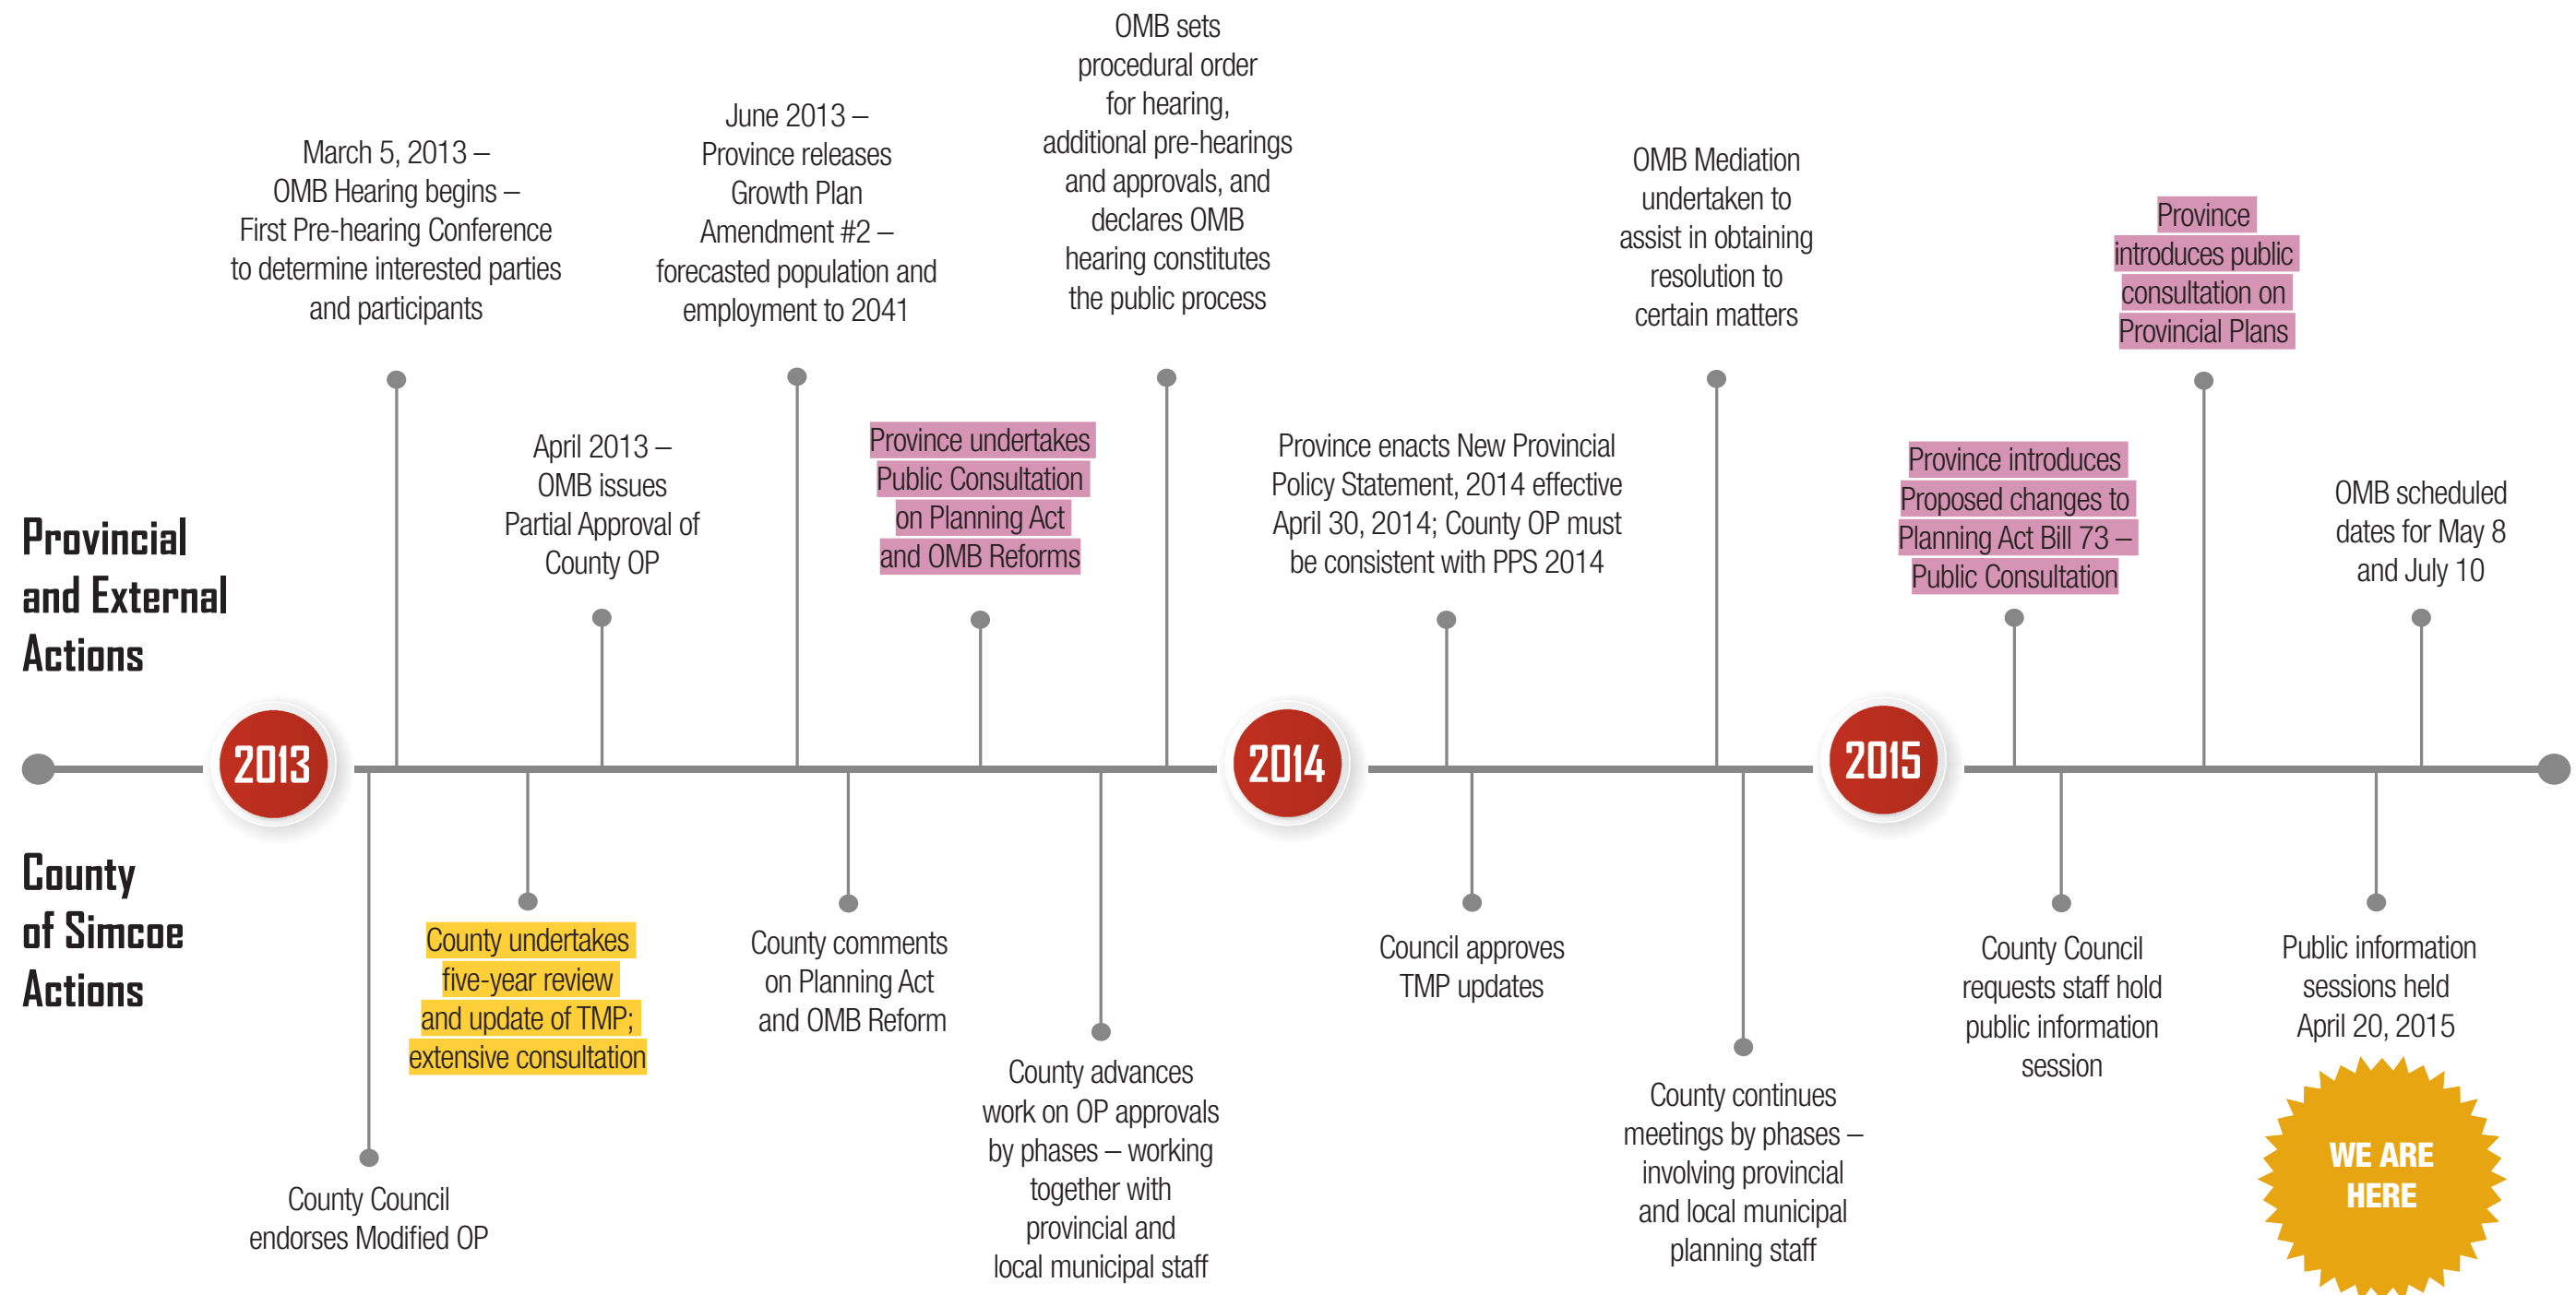 OMB sets
procedural order
for hearing,
additional pre-hearings
and approvals, and
declares OMB
hearing constitutes
the public process
March 5, 2013 –
OMB Hearing begins –
First Pre-hearing Conference
to determine interested parties
and participants
June 2013 –
Province releases
Growth Plan
Amendment #2 –
forecasted population and
employment to 2041
OMB Mediation
undertaken to
assist in obtaining
resolution to
certain matters
Province
introduces public
consultation on
Provincial Plans
April 2013 –
OMB issues
Partial Approval of
County OP
Province undertakes
Public Consultation
on Planning Act
and OMB Reforms
Province enacts New Provincial
Policy Statement, 2014 effective
April 30, 2014; County OP must
be consistent with PPS 2014
Province introduces
Proposed changes to
Planning Act Bill 73 –
Public Consultation
OMB scheduled
dates for May 8
and July 10
Provincial
and External
Actions
2013
2014
2015
County
of Simcoe
Actions
County Council
endorses Modified OP
County undertakes
five-year review
and update of TMP;
extensive consultation
County comments
on Planning Act
and OMB Reform
County advances
work on OP approvals
by phases – working
together with
provincial and
local municipal staff
Council approves
TMP updates
County continues
meetings by phases –
involving provincial
and local municipal
planning staff
County Council
requests staff hold
public information
session
Public information
sessions held
April 20, 2015
WE ARE
HERE